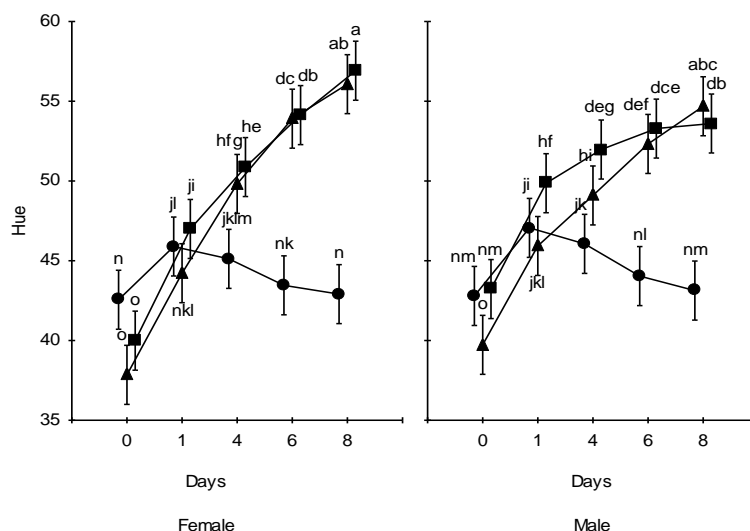 60
55
50
45
40
35
Hue
n
o
o
jl
ji
nkl
hfg
he
jklm
dc
db
nk
ab
a
n
nm
nm
o
ji
hf
jkl
deg
hi
jk
def
dce
nl
abc
db
nm
0 1 4 6 8
0 1 4 6 8
Days
Days
Female
Male